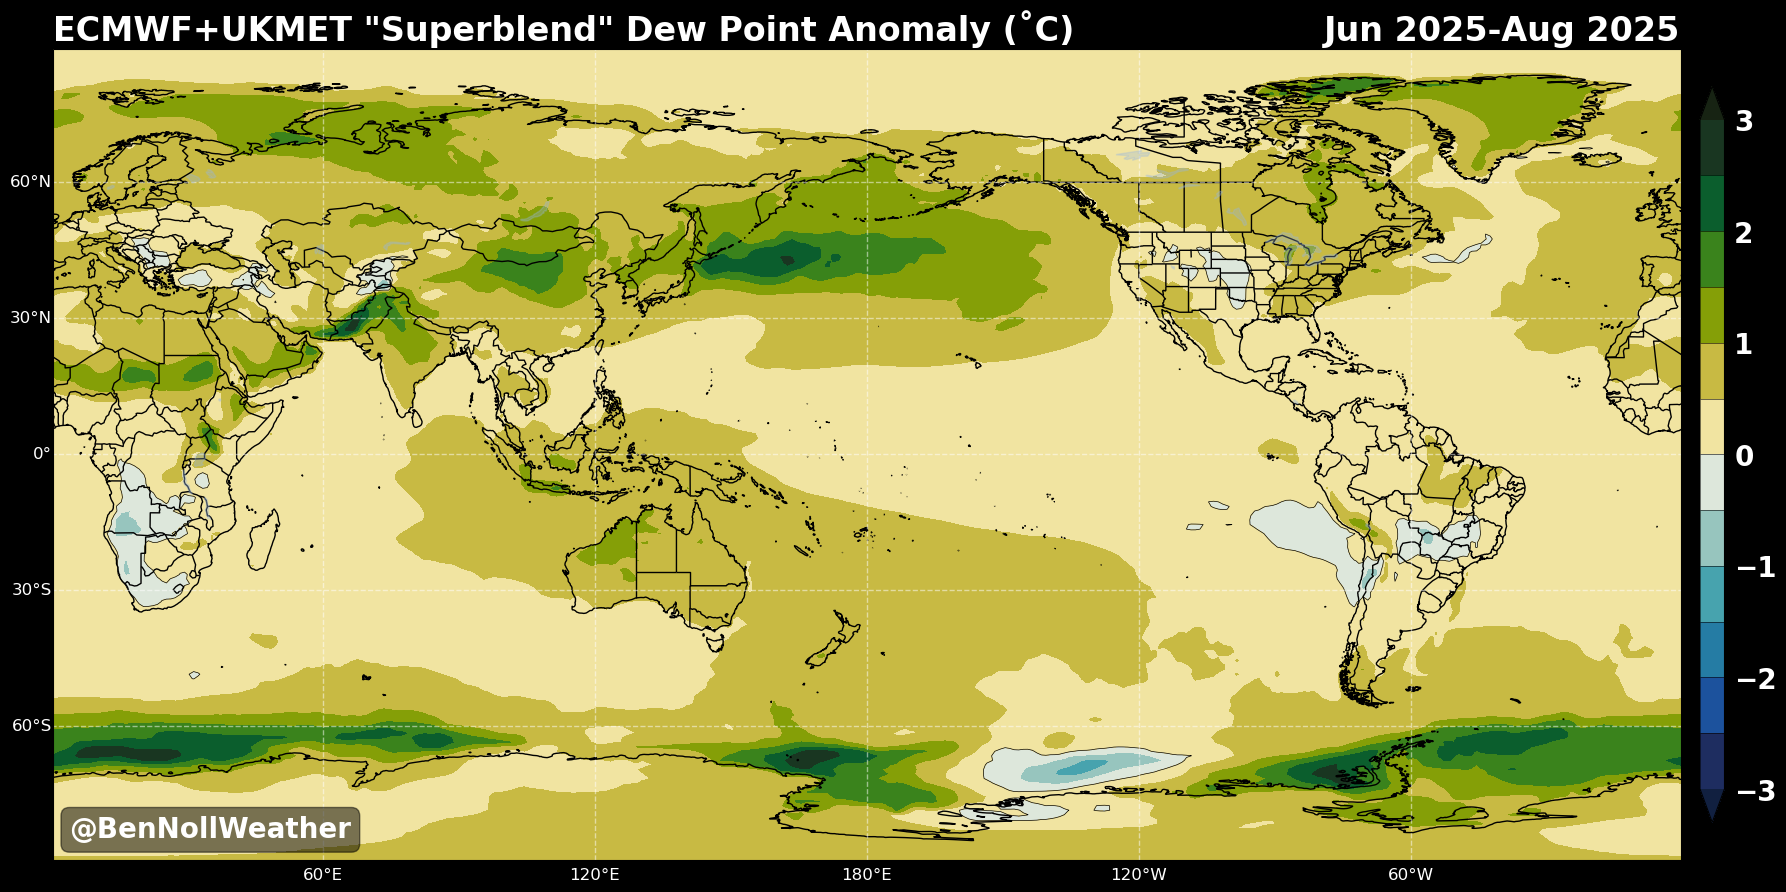 ECMWF+UKMET "Superblend" Dew Point Anomaly (˚C)
Jun 2025-Aug 2025
3
2
1
0
−1
−2
−3
60°N
30°N
0°
30°S
60°S
60°E
120°E
180°E
120°W
60°W
@BenNollWeather